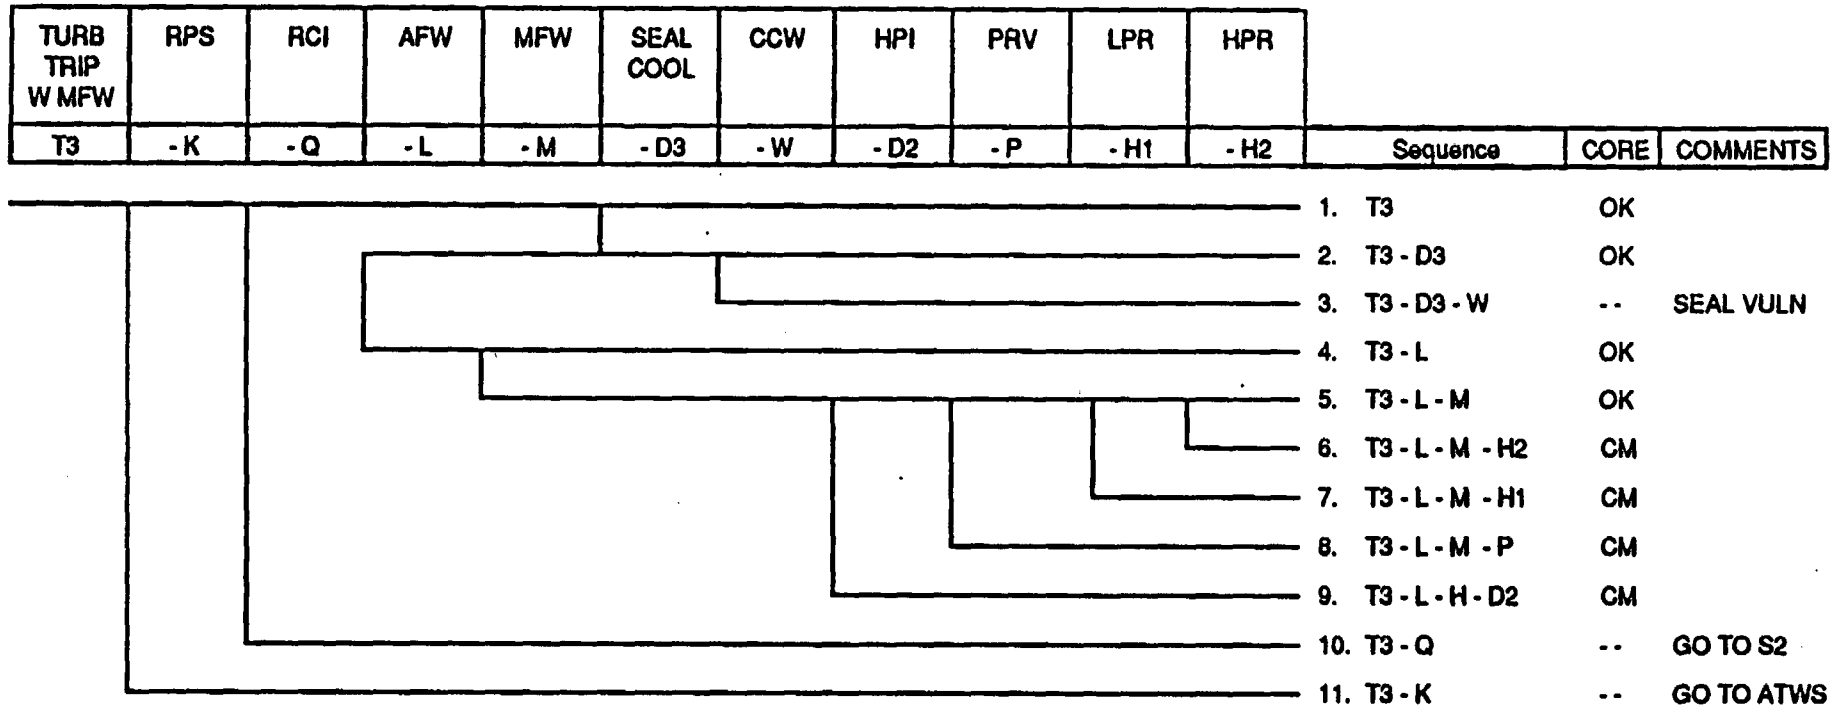 TURB TRIP W MFW RPS RCI AFW MFW SEAL COOL CCW HPI PRV LPR HPR
T3 - K - Q - L - M - D3 - W - D2 - P - H1 - H2 Sequence CORE COMMENTS
1. T3 OK
2. T3 - D3 OK
3. T3 - D3 - W - - SEAL VULN
4. T3 - L OK
5. T3 - L - M OK
6. T3 - L - M - H2 CM
7. T3 - L - M - H1 CM
8. T3 - L - M - P CM
9. T3 - L - H - D2 CM
10. T3 - Q - - GO TO S2
11. T3 - K - - GO TO ATWS